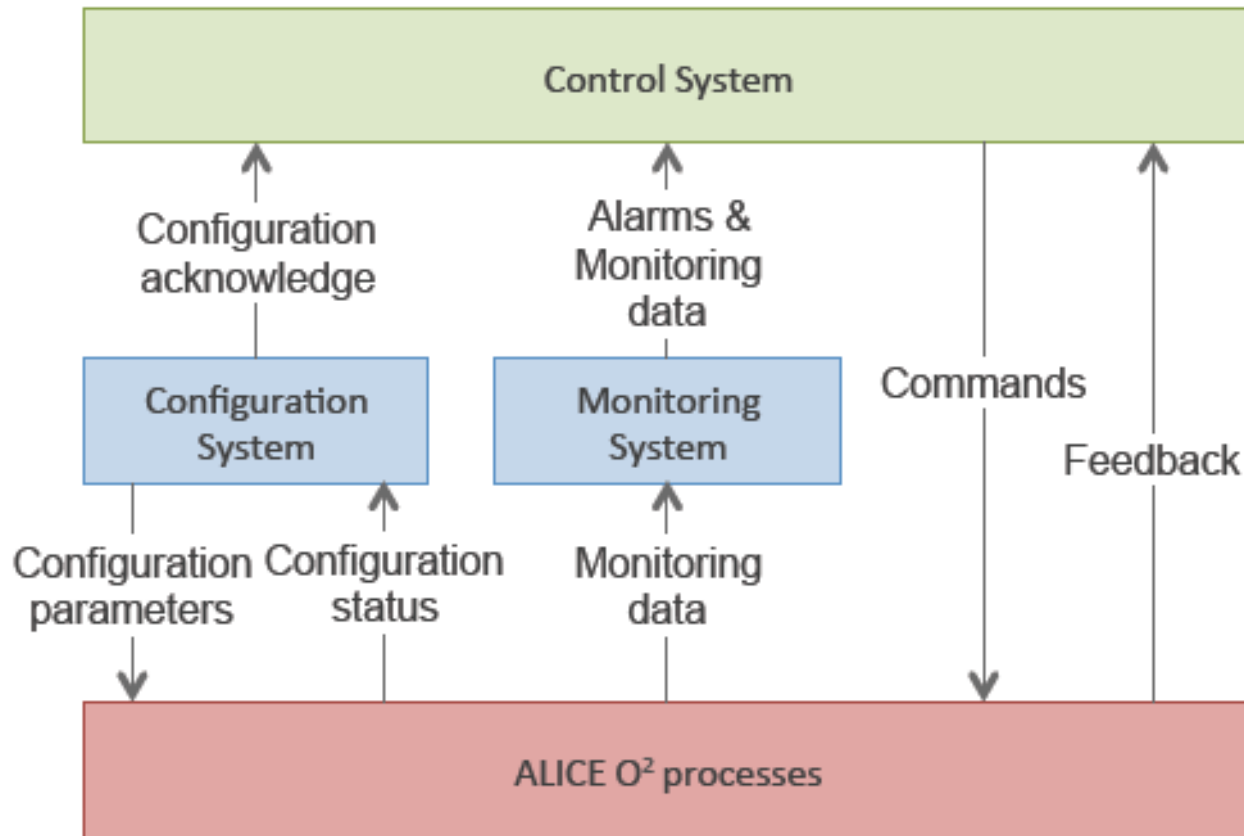 Control System
Configuration
acknowledge
Alarms &
Monitoring
data
Configuration
System
Monitoring
System
Commands
Feedback
Configuration
parameters
Configuration
status
Monitoring
data
ALICE O² processes